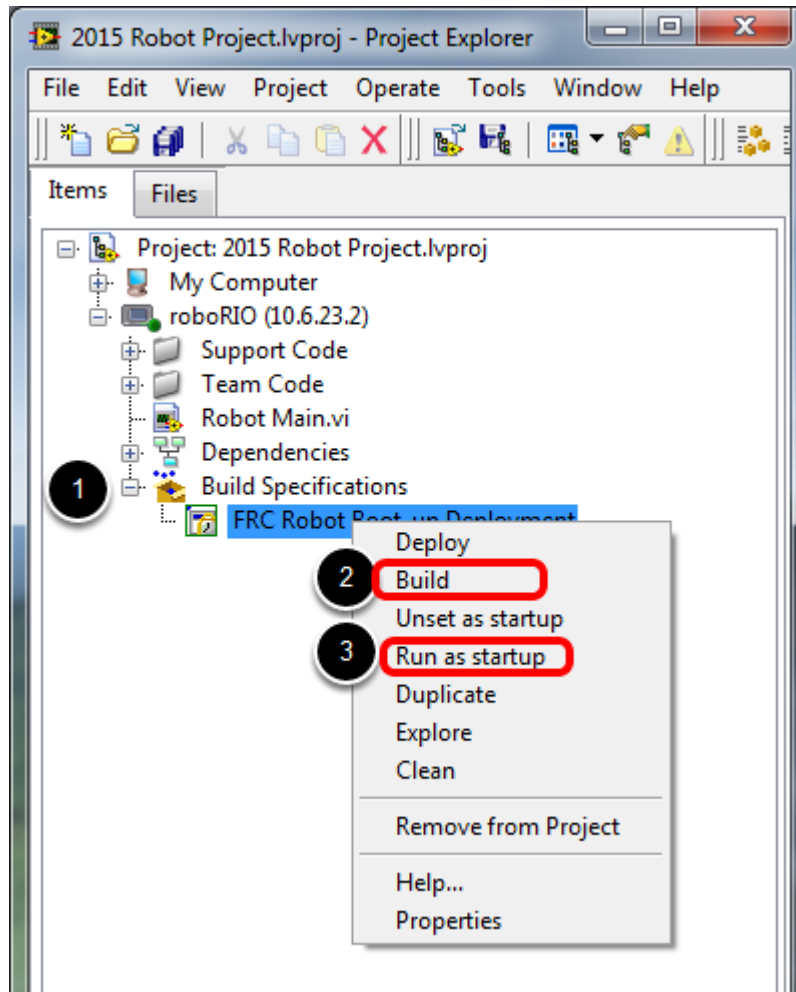 2015 Robot Project.lvproj - Project Explorer
File Edit View Project Operate Tools Window Help
Items Files
Project: 2015 Robot Project.lvproj
My Computer
roboRIO (10.6.23.2)
Support Code
Team Code
Robot Main.vi
Dependencies
1 Build Specifications
FRC Robot Boot-up Deployment
Deploy
2 Build
Unset as startup
3 Run as startup
Duplicate
Explore
Clean
Remove from Project
Help...
Properties